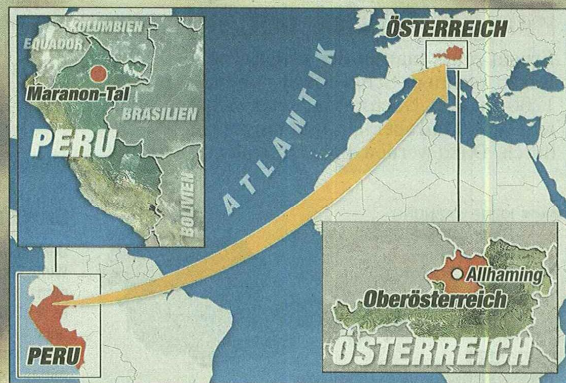 KOLUMBIEN
EQUADOR
Maranon-Tal
BRASILIEN
PERU
BOLIVIEN
ATLANTIK
ÖSTERREICH
PERU
Allhaming
Oberösterreich
ÖSTERREICH